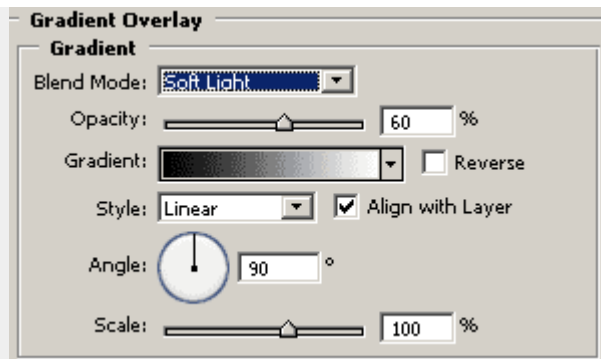 Gradient Overlay
Gradient
Blend Mode: Soft Light
Opacity: 60 %
Gradient: Reverse
Style: Linear Align with Layer
Angle: 90 °
Scale: 100 %